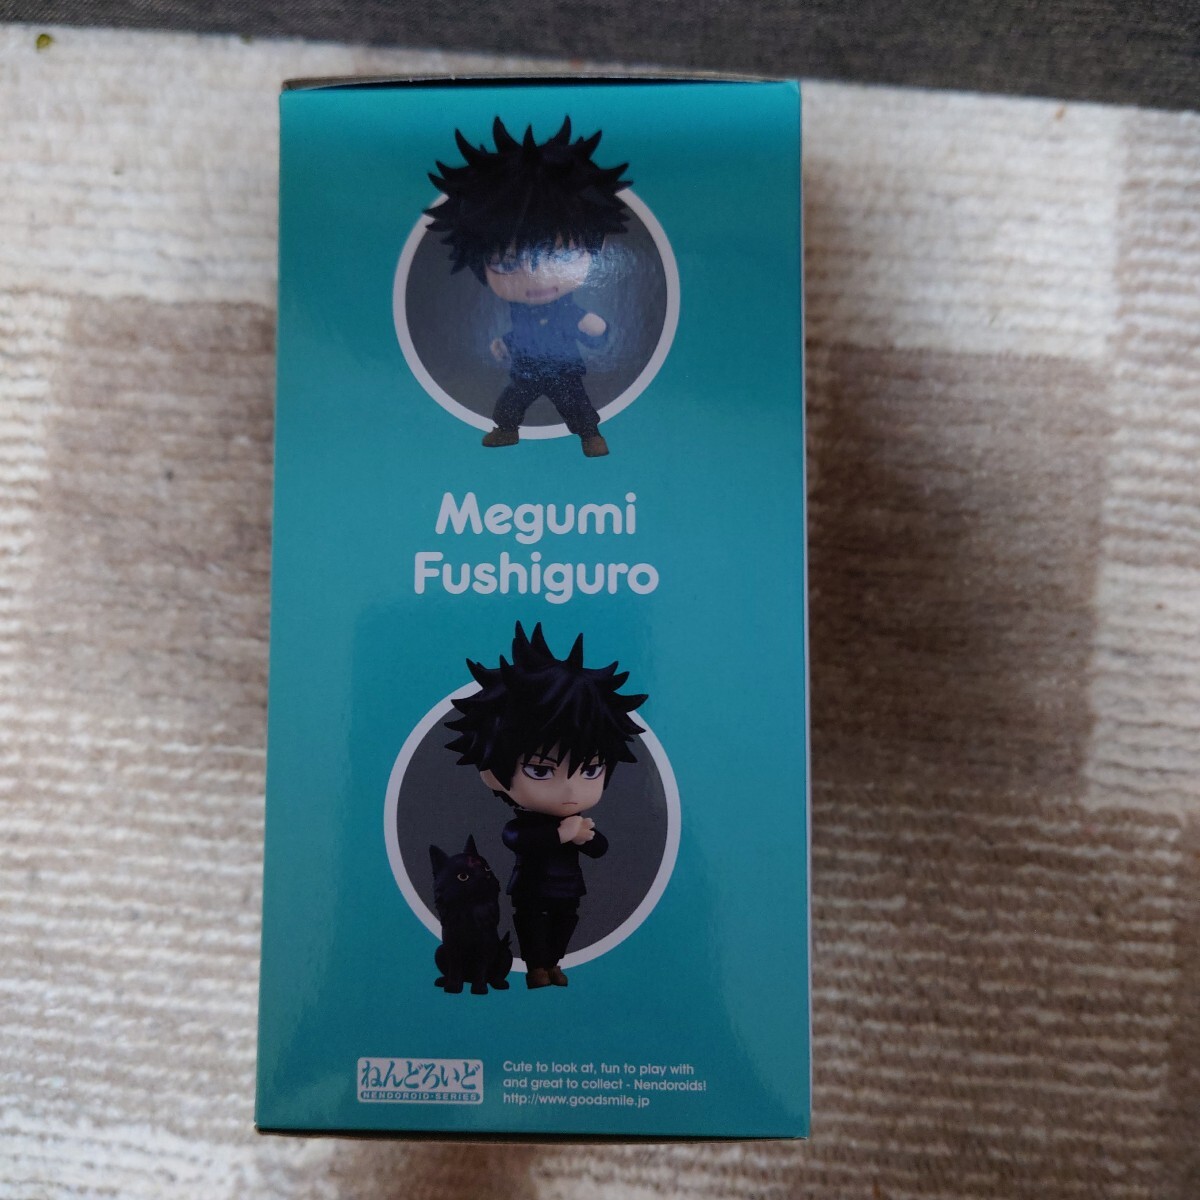 Megumi
Fushiguro
ねんどろいど
NENDOROID・SERIES
Cute to look at, fun to play with
and great to collect - Nendoroids!
http://www.goodsmile.jp